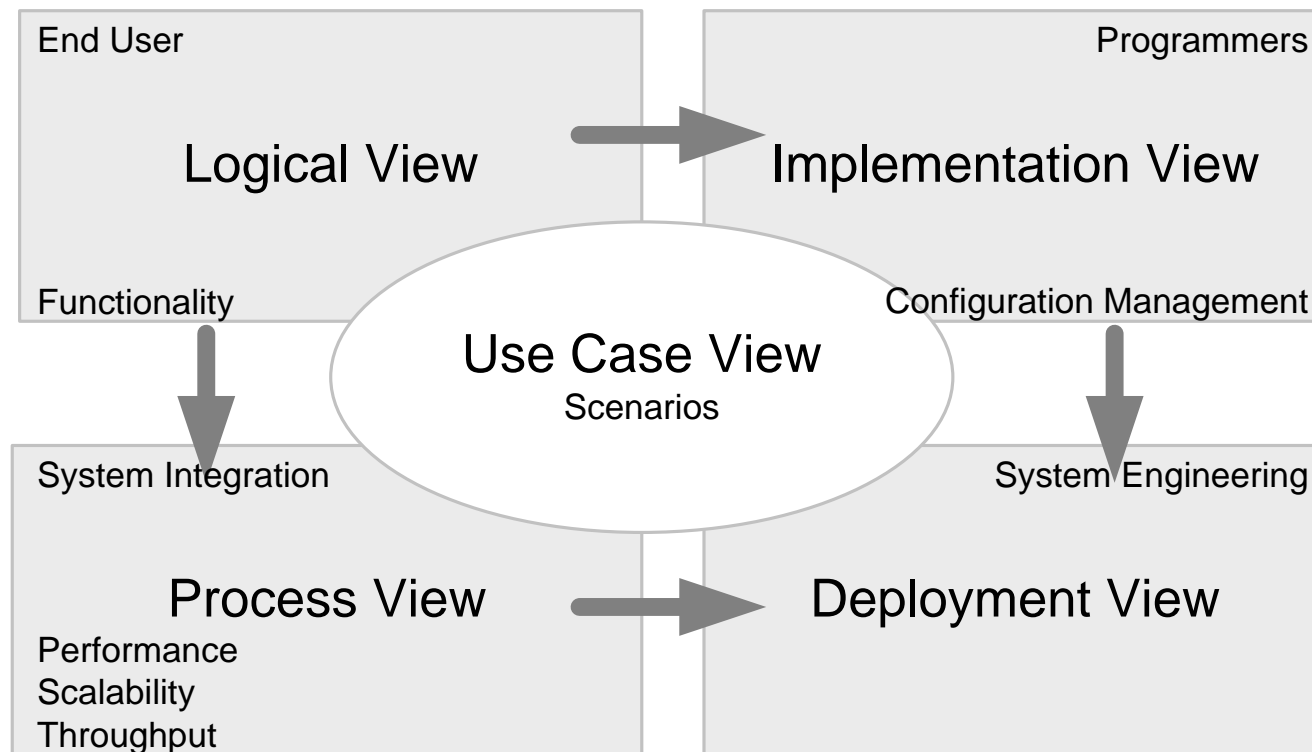 End User
Programmers
Logical View
Implementation View
Functionality
Configuration Management
Use Case View
Scenarios
System Integration
System Engineering
Process View
Deployment View
Performance
Scalability
Throughput